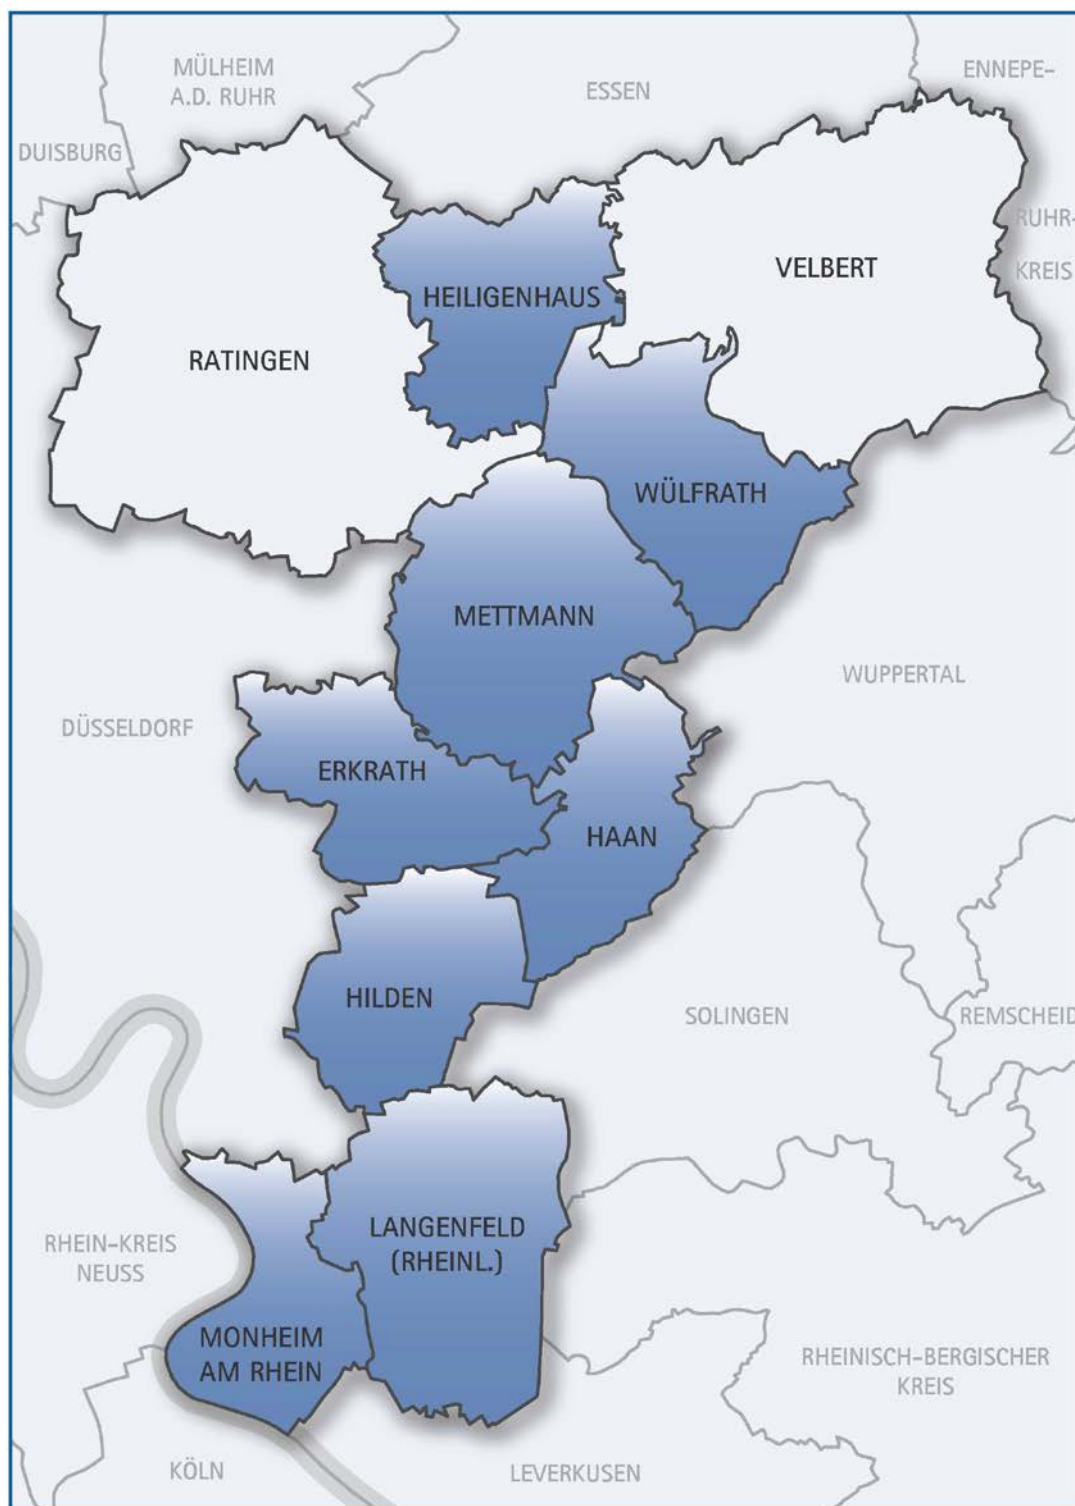 MÜLHEIM
A.D. RUHR
ESSEN
ENNEPE-
DUISBURG
RUHR-
KREIS
VELBERT
HEILIGENHAUS
RATINGEN
WÜLFRATH
METTMANN
WUPPERTAL
DÜSSELDORF
ERKRATH
HAAN
HILDEN
SOLINGEN
REMSCHEID
LANGENFELD
(RHEINL.)
RHEIN-KREIS
NEUSS
MONHEIM
AM RHEIN
RHEINISCH-BERGISCHER
KREIS
KÖLN
LEVERKUSEN